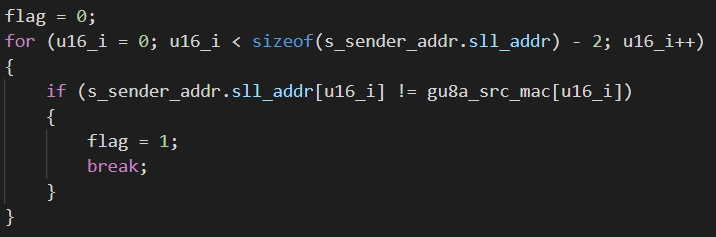 flag = 0;
for (u16_i = 0; u16_i < sizeof(s_sender_addr.sll_addr) - 2; u16_i++)
{
    if (s_sender_addr.sll_addr[u16_i] != gu8a_src_mac[u16_i])
    {
        flag = 1;
        break;
    }
}